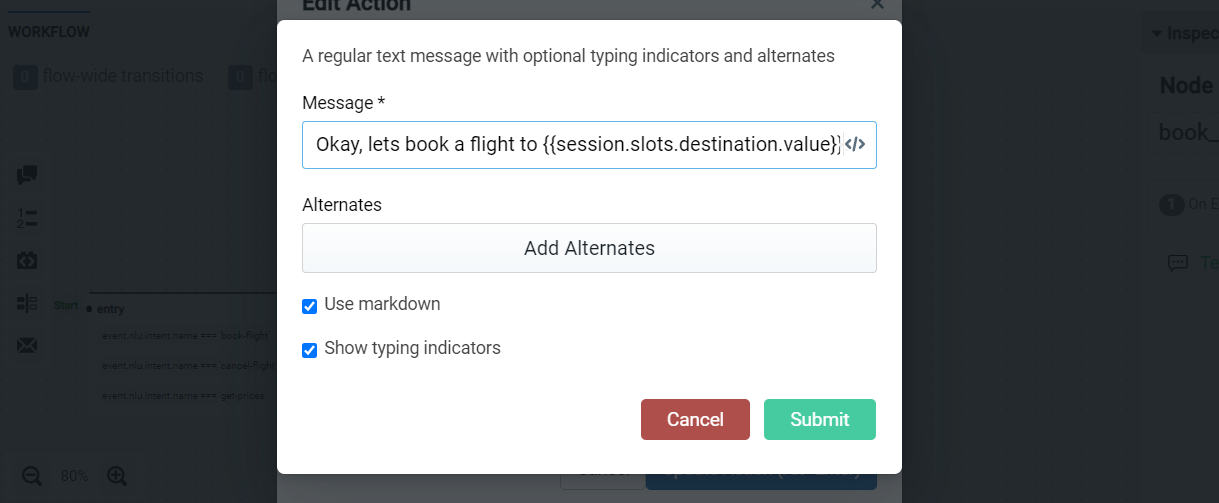 Edit Action
WORKFLOW
Inspec
0 flow-wide transitions
0 flo
A regular text message with optional typing indicators and alternates
Node
Message *
book_
Okay, lets book a flight to {{session.slots.destination.value}}
Alternates
1 On E
Add Alternates
Te
Start
entry
Use markdown
event.nlu.intent.name === 'book-flight'
Show typing indicators
event.nlu.intent.name === 'cancel-flight'
event.nlu.intent.name === 'get-prices
Cancel
Submit
80%